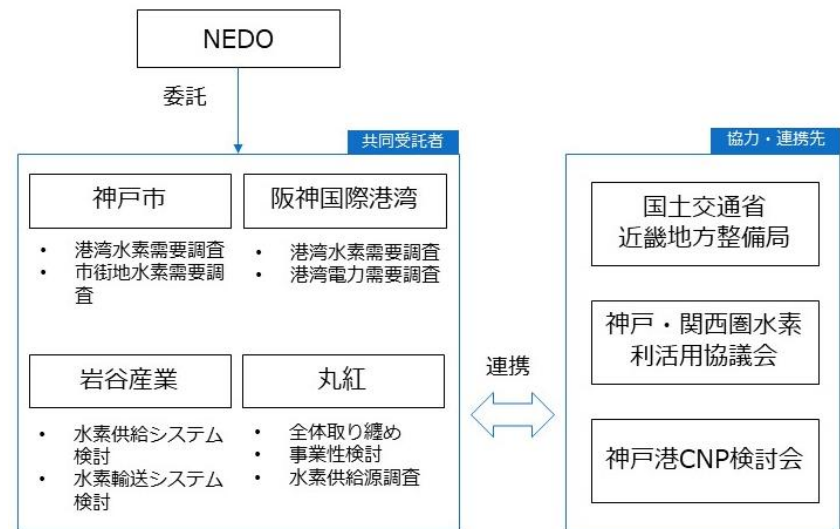 NEDO
委託
共同受託者
神戸市
• 港湾水素需要調査
• 市街地水素需要調
査
阪神国際港湾
• 港湾水素需要調査
• 港湾電力需要調査
岩谷産業
• 水素供給システム
検討
• 水素輸送システム
検討
丸紅
• 全体取り纏め
• 事業性検討
• 水素供給源調査
連携
協力・連携先
国土交通省
近畿地方整備局
神戸・関西圏水素
利活用協議会
神戸港CNP検討会